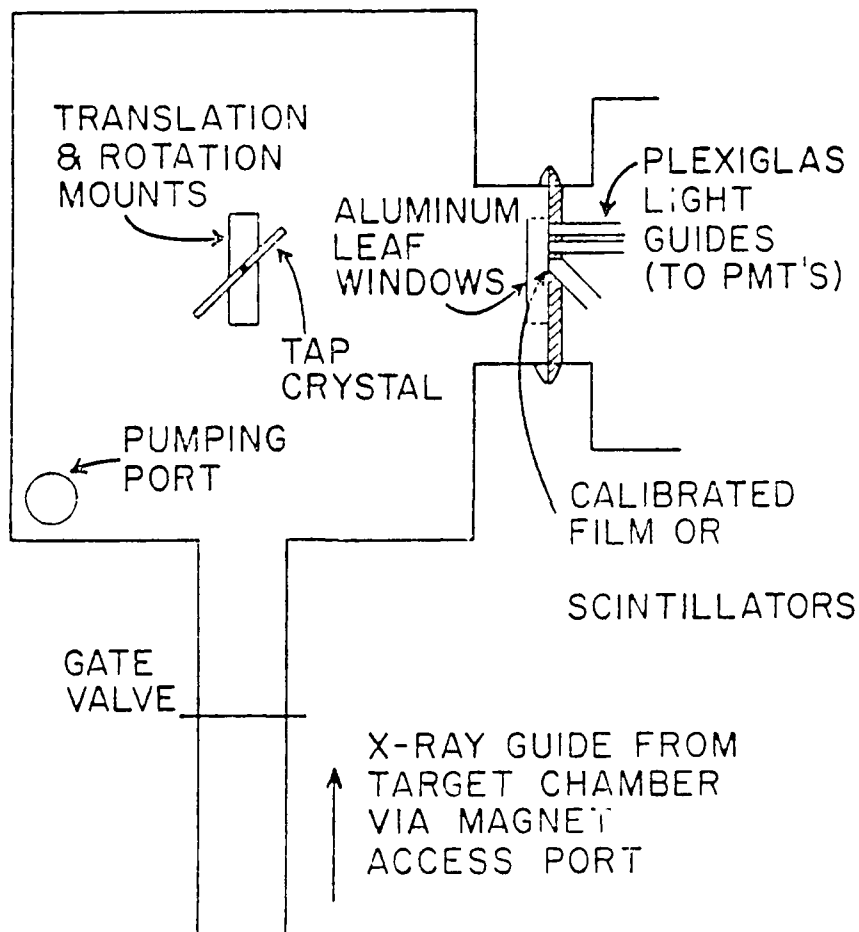 TRANSLATION
& ROTATION
MOUNTS
ALUMINUM
LEAF
WINDOWS
PLEXIGLAS
LIGHT
GUIDES
(TO PMT'S)
TAP
CRYSTAL
PUMPING
PORT
CALIBRATED
FILM OR
SCINTILLATORS
GATE
VALVE
X-RAY GUIDE FROM
TARGET CHAMBER
VIA MAGNET
ACCESS PORT